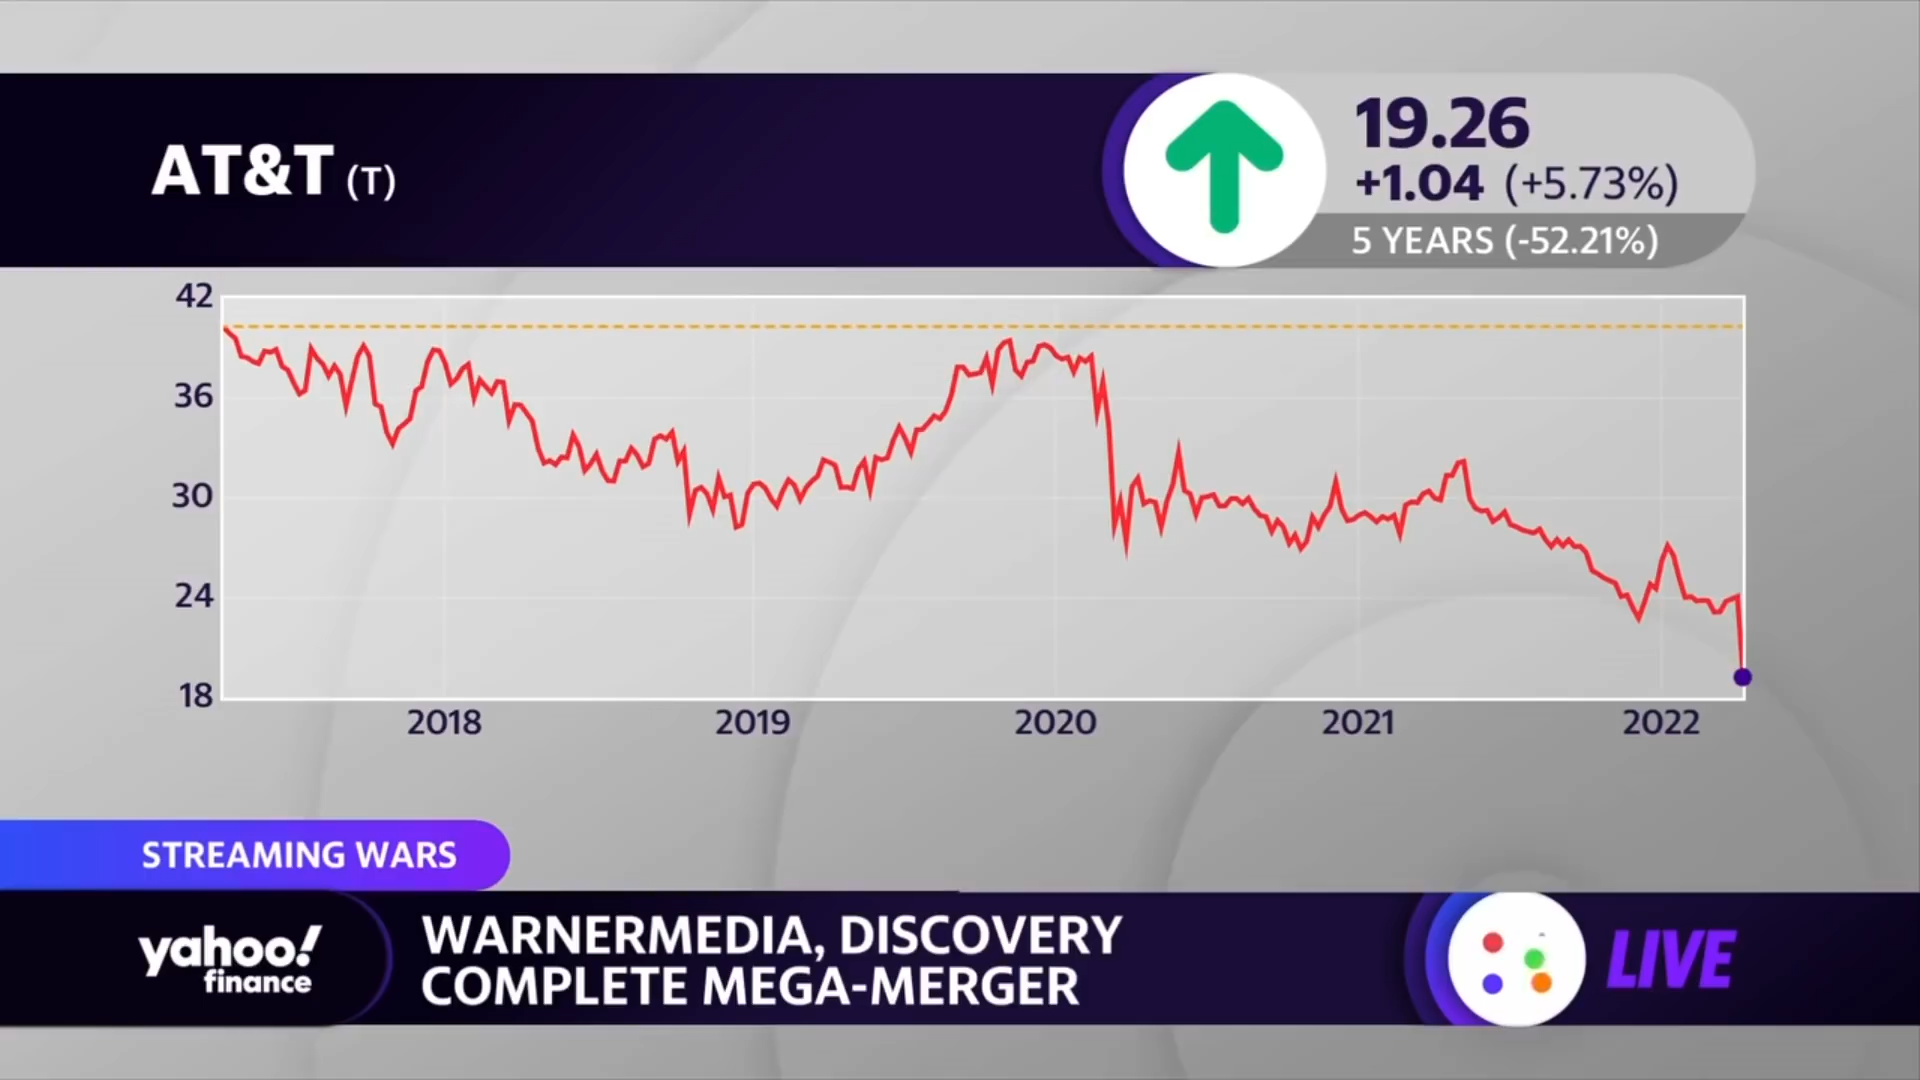 AT&T (T)
19.26
+1.04 (+5.73%)
5 YEARS (-52.21%)
42
36
30
24
18
2018 2019 2020 2021 2022
STREAMING WARS
yahoo!
finance
WARNERMEDIA, DISCOVERY
COMPLETE MEGA-MERGER
LIVE